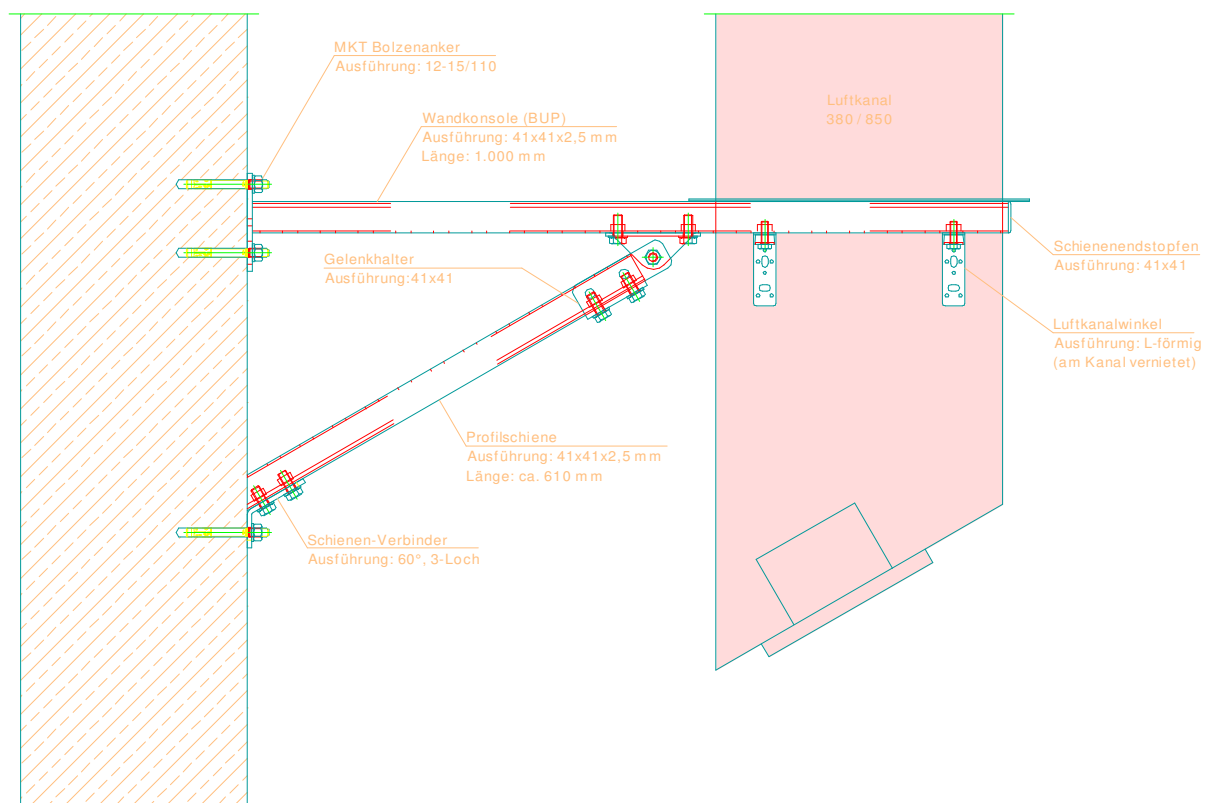 MKT Bolzenanker
Ausführung: 12-15/110
Luftkanal
380 / 850
Wandkonsole (BUP)
Ausführung: 41x41x2,5 mm
Länge: 1.000 mm
Gelenkhalter
Ausführung:41x41
Schienenendstopfen
Ausführung: 41x41
Luftkanalwinkel
Ausführung: L-förmig
(am Kanal vernietet)
Profilschiene
Ausführung: 41x41x2,5 mm
Länge: ca. 610 mm
Schienen-Verbinder
Ausführung: 60°, 3-Loch